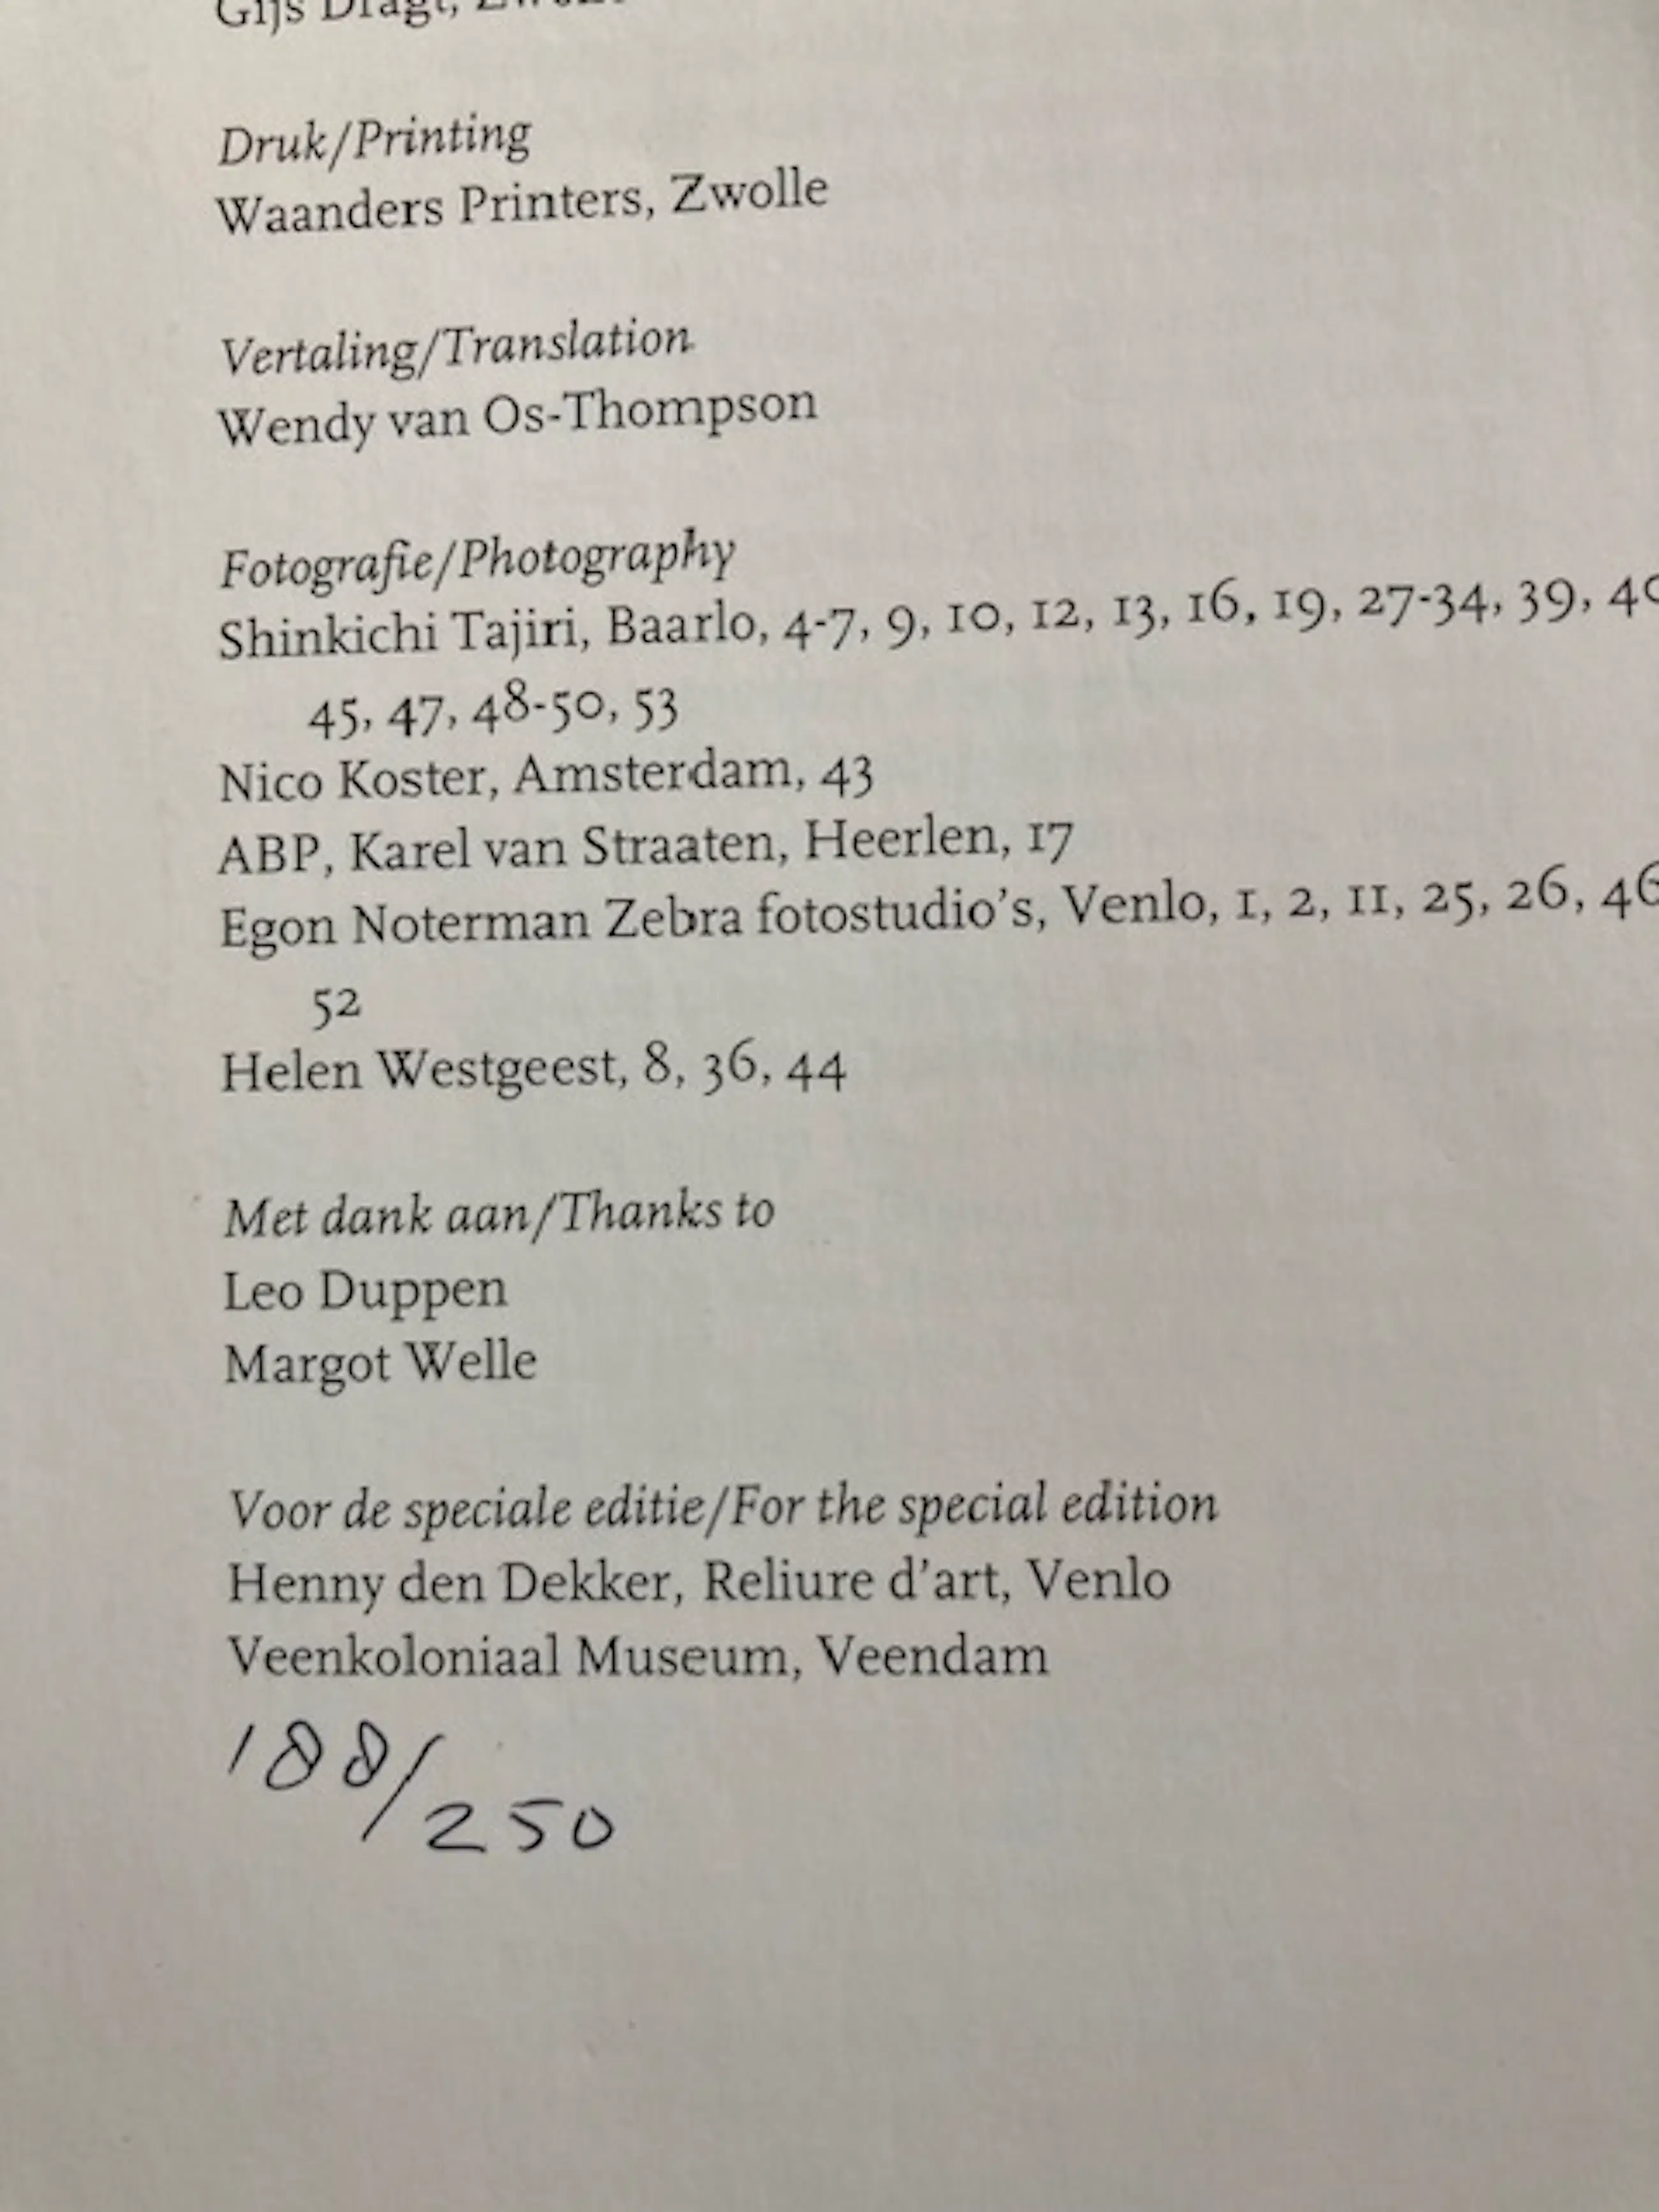 Gijs Dragt,
Druk/Printing
Waanders Printers, Zwolle
Vertaling/Translation
Wendy van Os-Thompson
Fotografie/Photography
Shinkichi Tajiri, Baarlo, 4-7, 9, 10, 12, 13, 16, 19, 27-34, 39,
45, 47, 48-50, 53
Nico Koster, Amsterdam, 43
ABP, Karel van Straaten, Heerlen, 17
Egon Noterman Zebra fotostudio's, Venlo, 1, 2, 11, 25, 26, 46
52
Helen Westgeest, 8, 36, 44
Met dank aan/Thanks to
Leo Duppen
Margot Welle
Voor de speciale editie/For the special edition
Henny den Dekker, Reliure d'art, Venlo
Veenkoloniaal Museum, Veendam
188/250